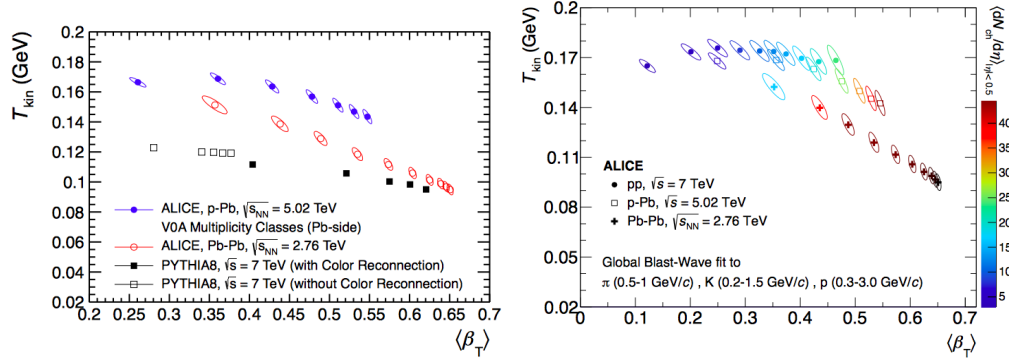 0.2
0.18
0.16
0.14
0.12
0.1
0.08
0.06
0.04
0.02
T_kin (GeV)
ALICE, p-Pb, √s_NN = 5.02 TeV
V0A Multiplicity Classes (Pb-side)
ALICE, Pb-Pb, √s_NN = 2.76 TeV
PYTHIA8, √s = 7 TeV (with Color Reconnection)
PYTHIA8, √s = 7 TeV (without Color Reconnection)
0.2 0.25 0.3 0.35 0.4 0.45 0.5 0.55 0.6 0.65 0.7
⟨β_T⟩
0.2
0.17
0.14
0.11
0.09
0.06
0.03
0.02
T_kin (GeV)
ALICE
pp, √s = 7 TeV
p-Pb, √s = 5.02 TeV
Pb-Pb, √s_NN = 2.76 TeV
Global Blast-Wave fit to
π (0.5-1 GeV/c) , K (0.2-1.5 GeV/c) , p (0.3-3.0 GeV/c)
0 0.1 0.2 0.3 0.4 0.5 0.6 0.7
⟨β_T⟩
⟨dN_ch/dη⟩_|η|< 0.5
40
35
30
25
20
15
10
5